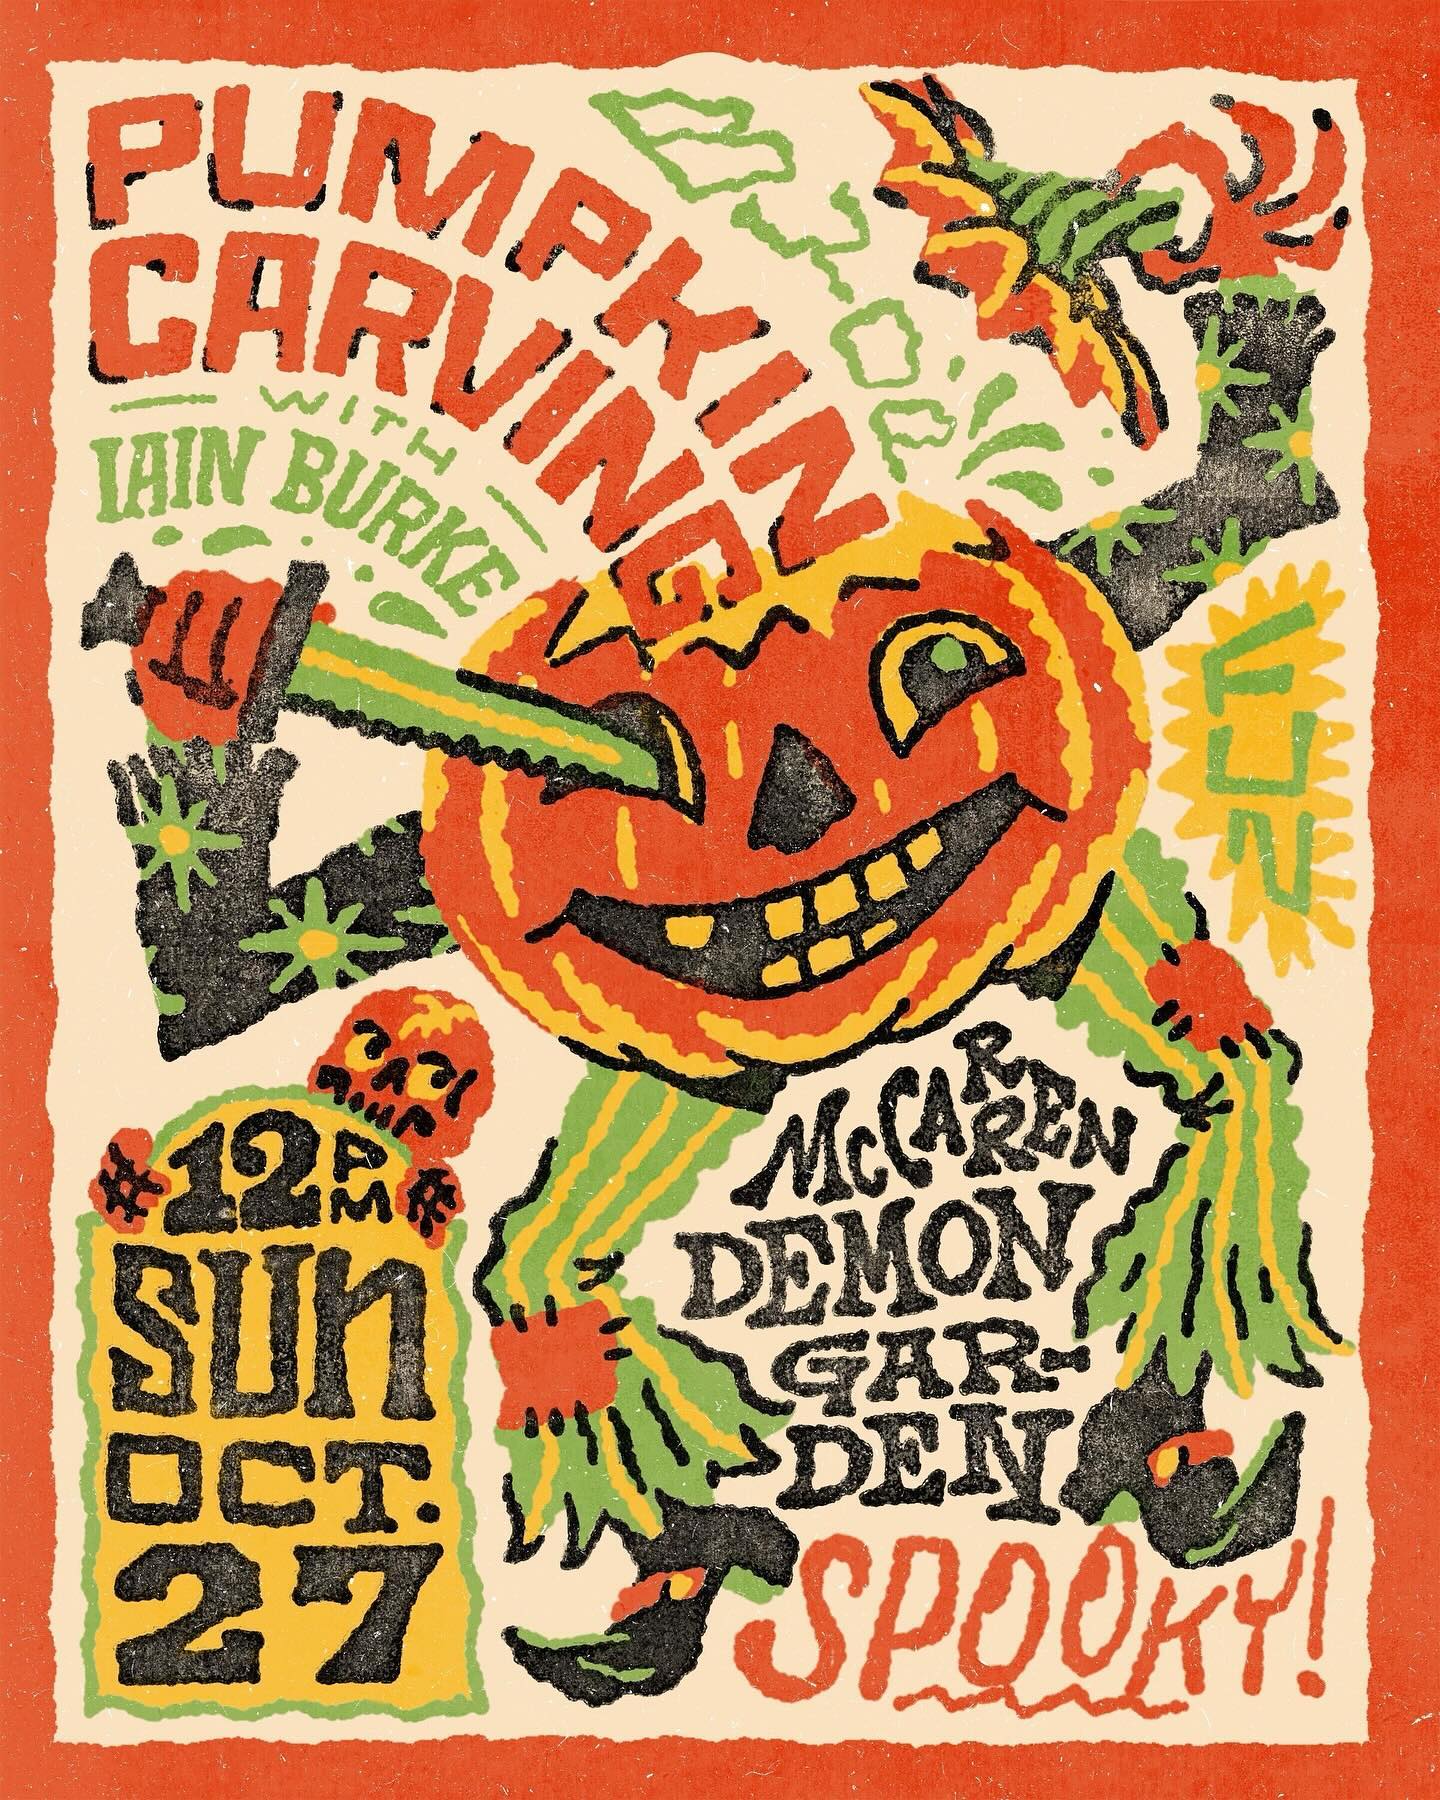 PUMPKIN
CARVING
WITH
IAIN BURKE
FUN
12PM
SUN
OCT.
27
McCARREN
DEMON
GAR-
DEN
SPOOKY!